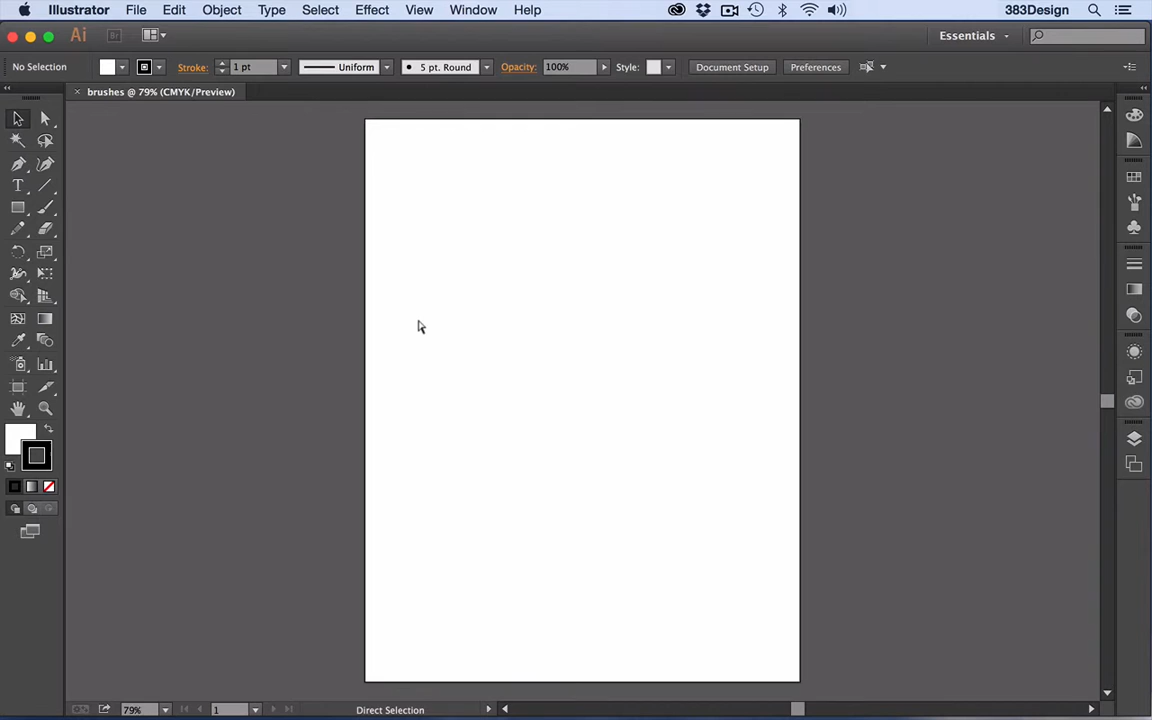 Illustrator File Edit Type Select Effect View Window Help 383Design
Ai Br Essentials
No Selection Stroke: 1 pt Uniform 5 pt. Round Opacity: 100% Style: Document Setup Preferences
× brushes @ 79% (CMYK/Preview)
T
79% 1 Direct Selection